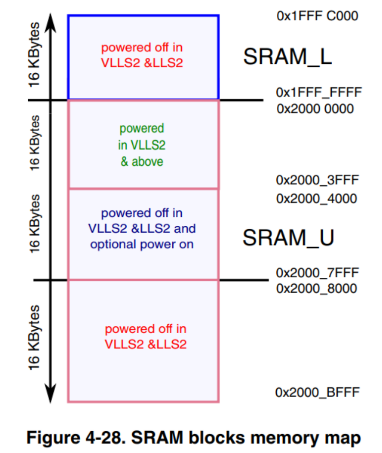 0x1FFF C000
16 KBytes
powered off in
VLLS2 &LLS2
SRAM_L
0x1FFF_FFFF
0x2000 0000
16 KBytes
powered
in VLLS2
& above
0x2000_3FFF
0x2000_4000
16 KBytes
powered off in
VLLS2 &LLS2 and
optional power on
SRAM_U
0x2000_7FFF
0x2000_8000
16 KBytes
powered off in
VLLS2 &LLS2
0x2000_BFFF
Figure 4-28. SRAM blocks memory map